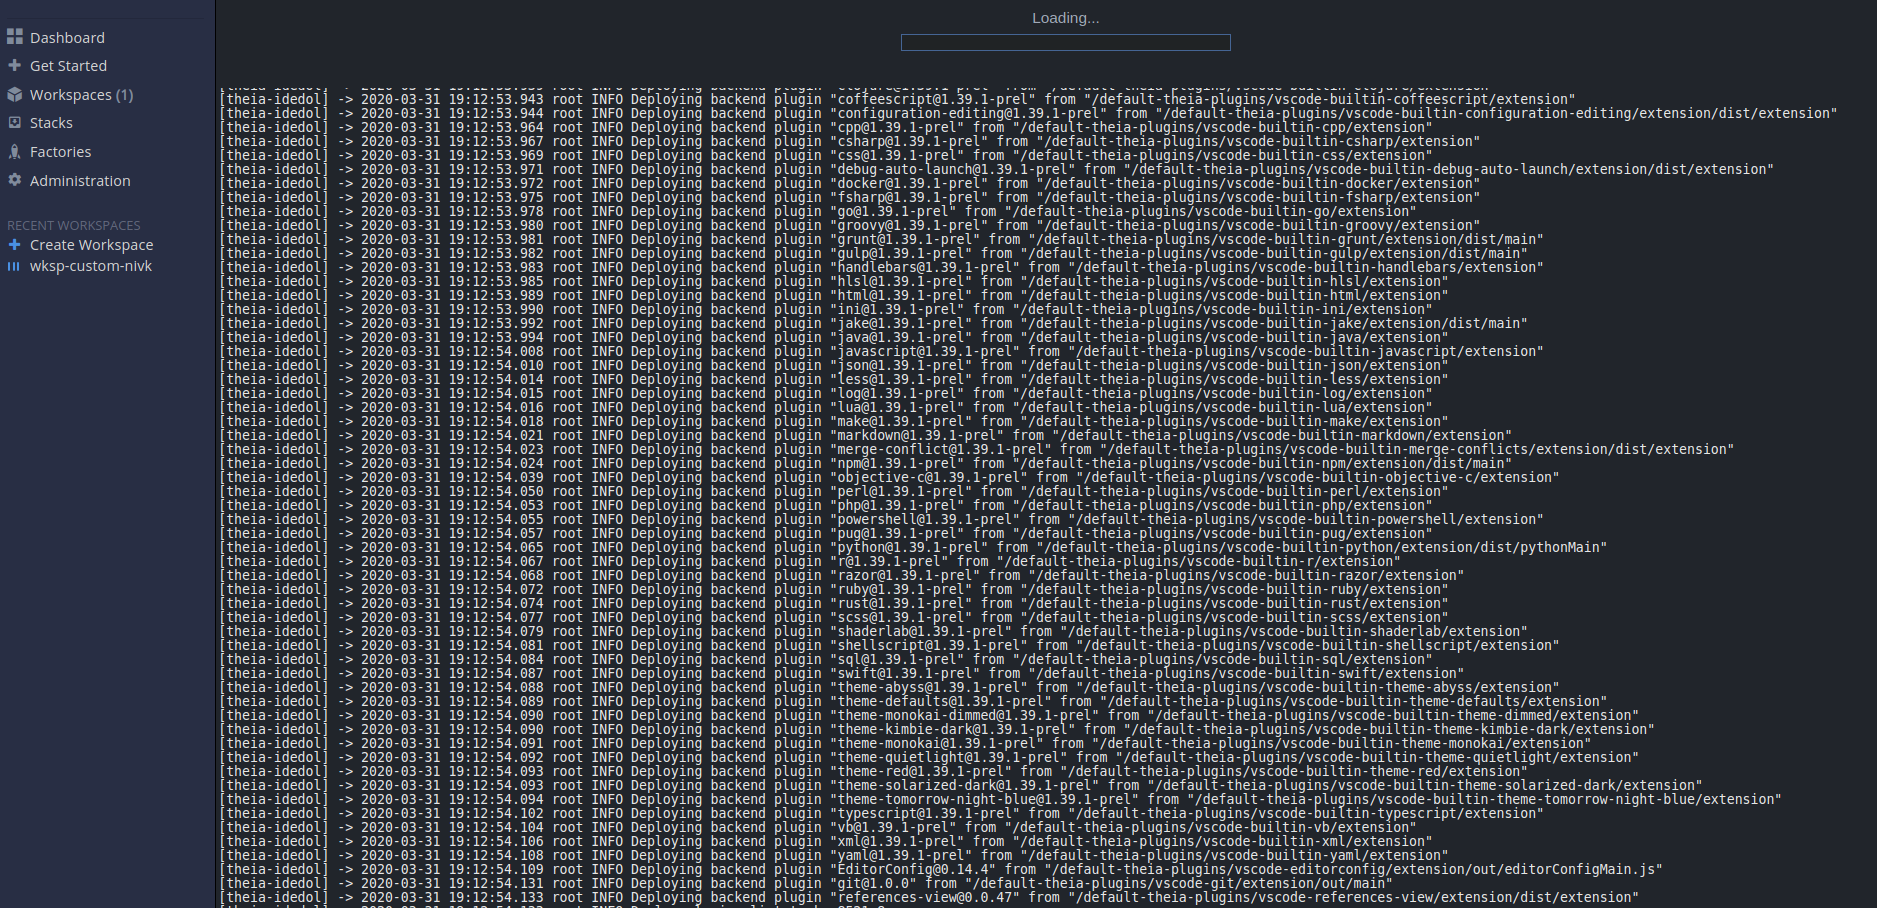 Loading...
Dashboard
Get Started
Workspaces (1)
Stacks
Factories
Administration
RECENT WORKSPACES
Create Workspace
wksp-custom-nivk
[theia-idedol] -> 2020-03-31 19:12:53.943 root INFO Deploying backend plugin "coffeescript@1.39.1-prel" from "/default-theia-plugins/vscode-builtin-coffeescript/extension"
[theia-idedol] -> 2020-03-31 19:12:53.944 root INFO Deploying backend plugin "configuration-editing@1.39.1-prel" from "/default-theia-plugins/vscode-builtin-configuration-editing/extension/dist/extension"
[theia-idedol] -> 2020-03-31 19:12:53.964 root INFO Deploying backend plugin "cpp@1.39.1-prel" from "/default-theia-plugins/vscode-builtin-cpp/extension"
[theia-idedol] -> 2020-03-31 19:12:53.967 root INFO Deploying backend plugin "csharp@1.39.1-prel" from "/default-theia-plugins/vscode-builtin-csharp/extension"
[theia-idedol] -> 2020-03-31 19:12:53.969 root INFO Deploying backend plugin "css@1.39.1-prel" from "/default-theia-plugins/vscode-builtin-css/extension"
[theia-idedol] -> 2020-03-31 19:12:53.971 root INFO Deploying backend plugin "debug-auto-launch@1.39.1-prel" from "/default-theia-plugins/vscode-builtin-debug-auto-launch/extension/dist/extension"
[theia-idedol] -> 2020-03-31 19:12:53.972 root INFO Deploying backend plugin "docker@1.39.1-prel" from "/default-theia-plugins/vscode-builtin-docker/extension"
[theia-idedol] -> 2020-03-31 19:12:53.975 root INFO Deploying backend plugin "fsharp@1.39.1-prel" from "/default-theia-plugins/vscode-builtin-fsharp/extension"
[theia-idedol] -> 2020-03-31 19:12:53.978 root INFO Deploying backend plugin "go@1.39.1-prel" from "/default-theia-plugins/vscode-builtin-go/extension"
[theia-idedol] -> 2020-03-31 19:12:53.980 root INFO Deploying backend plugin "groovy@1.39.1-prel" from "/default-theia-plugins/vscode-builtin-groovy/extension"
[theia-idedol] -> 2020-03-31 19:12:53.981 root INFO Deploying backend plugin "grunt@1.39.1-prel" from "/default-theia-plugins/vscode-builtin-grunt/extension/dist/main"
[theia-idedol] -> 2020-03-31 19:12:53.982 root INFO Deploying backend plugin "gulp@1.39.1-prel" from "/default-theia-plugins/vscode-builtin-gulp/extension/dist/main"
[theia-idedol] -> 2020-03-31 19:12:53.983 root INFO Deploying backend plugin "handlebars@1.39.1-prel" from "/default-theia-plugins/vscode-builtin-handlebars/extension"
[theia-idedol] -> 2020-03-31 19:12:53.985 root INFO Deploying backend plugin "hlsl@1.39.1-prel" from "/default-theia-plugins/vscode-builtin-hlsl/extension"
[theia-idedol] -> 2020-03-31 19:12:53.989 root INFO Deploying backend plugin "html@1.39.1-prel" from "/default-theia-plugins/vscode-builtin-html/extension"
[theia-idedol] -> 2020-03-31 19:12:53.990 root INFO Deploying backend plugin "ini@1.39.1-prel" from "/default-theia-plugins/vscode-builtin-ini/extension"
[theia-idedol] -> 2020-03-31 19:12:53.992 root INFO Deploying backend plugin "jake@1.39.1-prel" from "/default-theia-plugins/vscode-builtin-jake/extension/dist/main"
[theia-idedol] -> 2020-03-31 19:12:53.994 root INFO Deploying backend plugin "java@1.39.1-prel" from "/default-theia-plugins/vscode-builtin-java/extension"
[theia-idedol] -> 2020-03-31 19:12:54.008 root INFO Deploying backend plugin "javascript@1.39.1-prel" from "/default-theia-plugins/vscode-builtin-javascript/extension"
[theia-idedol] -> 2020-03-31 19:12:54.010 root INFO Deploying backend plugin "json@1.39.1-prel" from "/default-theia-plugins/vscode-builtin-json/extension"
[theia-idedol] -> 2020-03-31 19:12:54.014 root INFO Deploying backend plugin "less@1.39.1-prel" from "/default-theia-plugins/vscode-builtin-less/extension"
[theia-idedol] -> 2020-03-31 19:12:54.015 root INFO Deploying backend plugin "log@1.39.1-prel" from "/default-theia-plugins/vscode-builtin-log/extension"
[theia-idedol] -> 2020-03-31 19:12:54.016 root INFO Deploying backend plugin "lua@1.39.1-prel" from "/default-theia-plugins/vscode-builtin-lua/extension"
[theia-idedol] -> 2020-03-31 19:12:54.018 root INFO Deploying backend plugin "make@1.39.1-prel" from "/default-theia-plugins/vscode-builtin-make/extension"
[theia-idedol] -> 2020-03-31 19:12:54.021 root INFO Deploying backend plugin "markdown@1.39.1-prel" from "/default-theia-plugins/vscode-builtin-markdown/extension"
[theia-idedol] -> 2020-03-31 19:12:54.023 root INFO Deploying backend plugin "merge-conflict@1.39.1-prel" from "/default-theia-plugins/vscode-builtin-merge-conflicts/extension/dist/extension"
[theia-idedol] -> 2020-03-31 19:12:54.024 root INFO Deploying backend plugin "npm@1.39.1-prel" from "/default-theia-plugins/vscode-builtin-npm/extension/dist/main"
[theia-idedol] -> 2020-03-31 19:12:54.039 root INFO Deploying backend plugin "objective-c@1.39.1-prel" from "/default-theia-plugins/vscode-builtin-objective-c/extension"
[theia-idedol] -> 2020-03-31 19:12:54.050 root INFO Deploying backend plugin "perl@1.39.1-prel" from "/default-theia-plugins/vscode-builtin-perl/extension"
[theia-idedol] -> 2020-03-31 19:12:54.053 root INFO Deploying backend plugin "php@1.39.1-prel" from "/default-theia-plugins/vscode-builtin-php/extension"
[theia-idedol] -> 2020-03-31 19:12:54.055 root INFO Deploying backend plugin "powershell@1.39.1-prel" from "/default-theia-plugins/vscode-builtin-powershell/extension"
[theia-idedol] -> 2020-03-31 19:12:54.057 root INFO Deploying backend plugin "pug@1.39.1-prel" from "/default-theia-plugins/vscode-builtin-pug/extension"
[theia-idedol] -> 2020-03-31 19:12:54.065 root INFO Deploying backend plugin "python@1.39.1-prel" from "/default-theia-plugins/vscode-builtin-python/extension/dist/pythonMain"
[theia-idedol] -> 2020-03-31 19:12:54.067 root INFO Deploying backend plugin "r@1.39.1-prel" from "/default-theia-plugins/vscode-builtin-r/extension"
[theia-idedol] -> 2020-03-31 19:12:54.068 root INFO Deploying backend plugin "razor@1.39.1-prel" from "/default-theia-plugins/vscode-builtin-razor/extension"
[theia-idedol] -> 2020-03-31 19:12:54.072 root INFO Deploying backend plugin "ruby@1.39.1-prel" from "/default-theia-plugins/vscode-builtin-ruby/extension"
[theia-idedol] -> 2020-03-31 19:12:54.074 root INFO Deploying backend plugin "rust@1.39.1-prel" from "/default-theia-plugins/vscode-builtin-rust/extension"
[theia-idedol] -> 2020-03-31 19:12:54.077 root INFO Deploying backend plugin "scss@1.39.1-prel" from "/default-theia-plugins/vscode-builtin-scss/extension"
[theia-idedol] -> 2020-03-31 19:12:54.079 root INFO Deploying backend plugin "shaderlab@1.39.1-prel" from "/default-theia-plugins/vscode-builtin-shaderlab/extension"
[theia-idedol] -> 2020-03-31 19:12:54.081 root INFO Deploying backend plugin "shellscript@1.39.1-prel" from "/default-theia-plugins/vscode-builtin-shellscript/extension"
[theia-idedol] -> 2020-03-31 19:12:54.084 root INFO Deploying backend plugin "sql@1.39.1-prel" from "/default-theia-plugins/vscode-builtin-sql/extension"
[theia-idedol] -> 2020-03-31 19:12:54.087 root INFO Deploying backend plugin "swift@1.39.1-prel" from "/default-theia-plugins/vscode-builtin-swift/extension"
[theia-idedol] -> 2020-03-31 19:12:54.088 root INFO Deploying backend plugin "theme-abyss@1.39.1-prel" from "/default-theia-plugins/vscode-builtin-theme-abyss/extension"
[theia-idedol] -> 2020-03-31 19:12:54.089 root INFO Deploying backend plugin "theme-defaults@1.39.1-prel" from "/default-theia-plugins/vscode-builtin-theme-defaults/extension"
[theia-idedol] -> 2020-03-31 19:12:54.090 root INFO Deploying backend plugin "theme-monokai-dimmed@1.39.1-prel" from "/default-theia-plugins/vscode-builtin-theme-dimmed/extension"
[theia-idedol] -> 2020-03-31 19:12:54.090 root INFO Deploying backend plugin "theme-kimbie-dark@1.39.1-prel" from "/default-theia-plugins/vscode-builtin-theme-kimbie-dark/extension"
[theia-idedol] -> 2020-03-31 19:12:54.091 root INFO Deploying backend plugin "theme-monokai@1.39.1-prel" from "/default-theia-plugins/vscode-builtin-theme-monokai/extension"
[theia-idedol] -> 2020-03-31 19:12:54.092 root INFO Deploying backend plugin "theme-quietlight@1.39.1-prel" from "/default-theia-plugins/vscode-builtin-theme-quietlight/extension"
[theia-idedol] -> 2020-03-31 19:12:54.093 root INFO Deploying backend plugin "theme-red@1.39.1-prel" from "/default-theia-plugins/vscode-builtin-theme-red/extension"
[theia-idedol] -> 2020-03-31 19:12:54.093 root INFO Deploying backend plugin "theme-solarized-dark@1.39.1-prel" from "/default-theia-plugins/vscode-builtin-theme-solarized-dark/extension"
[theia-idedol] -> 2020-03-31 19:12:54.094 root INFO Deploying backend plugin "theme-tomorrow-night-blue@1.39.1-prel" from "/default-theia-plugins/vscode-builtin-theme-tomorrow-night-blue/extension"
[theia-idedol] -> 2020-03-31 19:12:54.102 root INFO Deploying backend plugin "typescript@1.39.1-prel" from "/default-theia-plugins/vscode-builtin-typescript/extension"
[theia-idedol] -> 2020-03-31 19:12:54.104 root INFO Deploying backend plugin "vb@1.39.1-prel" from "/default-theia-plugins/vscode-builtin-vb/extension"
[theia-idedol] -> 2020-03-31 19:12:54.106 root INFO Deploying backend plugin "xml@1.39.1-prel" from "/default-theia-plugins/vscode-builtin-xml/extension"
[theia-idedol] -> 2020-03-31 19:12:54.108 root INFO Deploying backend plugin "yaml@1.39.1-prel" from "/default-theia-plugins/vscode-builtin-yaml/extension"
[theia-idedol] -> 2020-03-31 19:12:54.109 root INFO Deploying backend plugin "EditorConfig@0.14.4" from "/default-theia-plugins/vscode-editorconfig/extension/out/editorConfigMain.js"
[theia-idedol] -> 2020-03-31 19:12:54.131 root INFO Deploying backend plugin "git@1.0.0" from "/default-theia-plugins/vscode-git/extension/out/main"
[theia-idedol] -> 2020-03-31 19:12:54.133 root INFO Deploying backend plugin "references-view@0.0.47" from "/default-theia-plugins/vscode-references-view/extension/dist/extension"